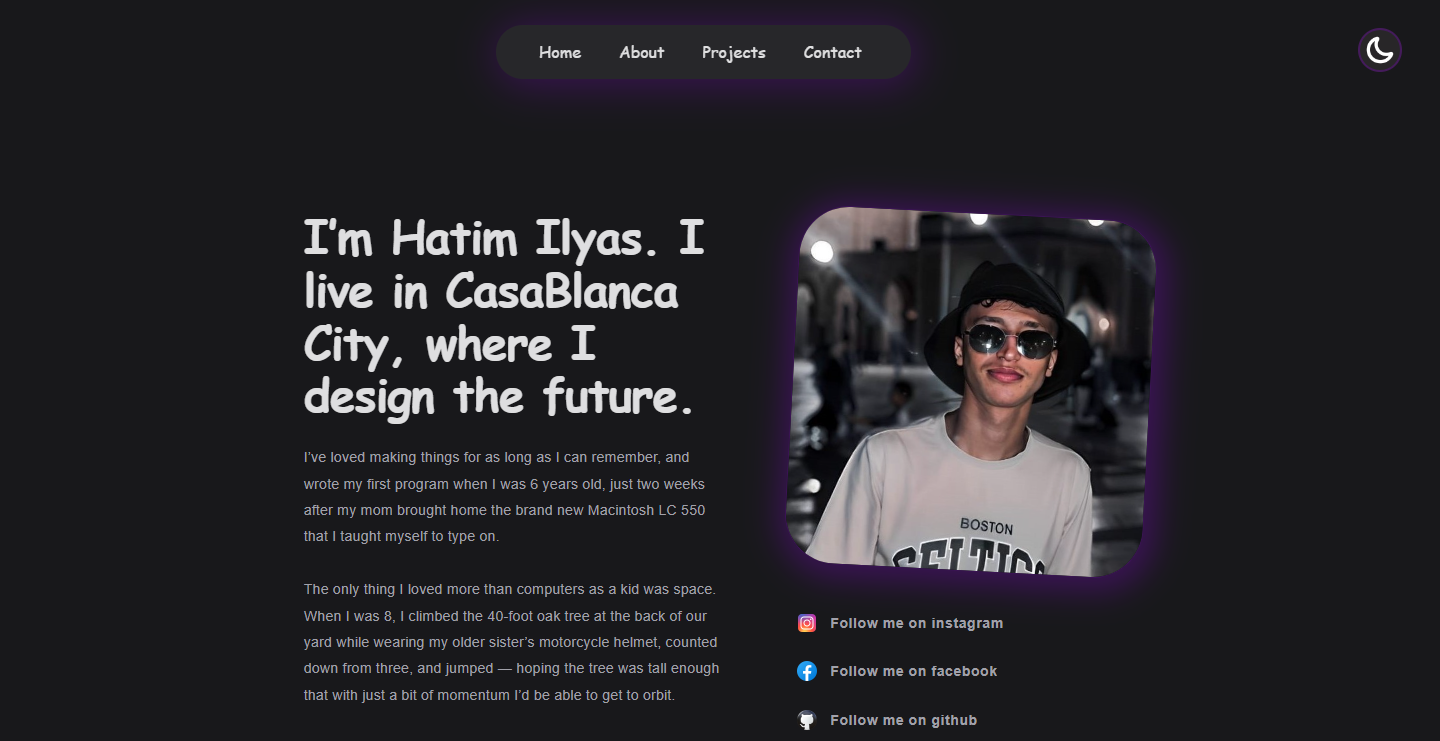 Home About Projects Contact
I'm Hatim Ilyas. I
live in CasaBlanca
City, where I
design the future.
I’ve loved making things for as long as I can remember, and
wrote my first program when I was 6 years old, just two weeks
after my mom brought home the brand new Macintosh LC 550
that I taught myself to type on.
The only thing I loved more than computers as a kid was space.
When I was 8, I climbed the 40-foot oak tree at the back of our
yard while wearing my older sister’s motorcycle helmet, counted
down from three, and jumped — hoping the tree was tall enough
that with just a bit of momentum I’d be able to get to orbit.
BOSTON
CELTICS
Follow me on instagram
Follow me on facebook
Follow me on github